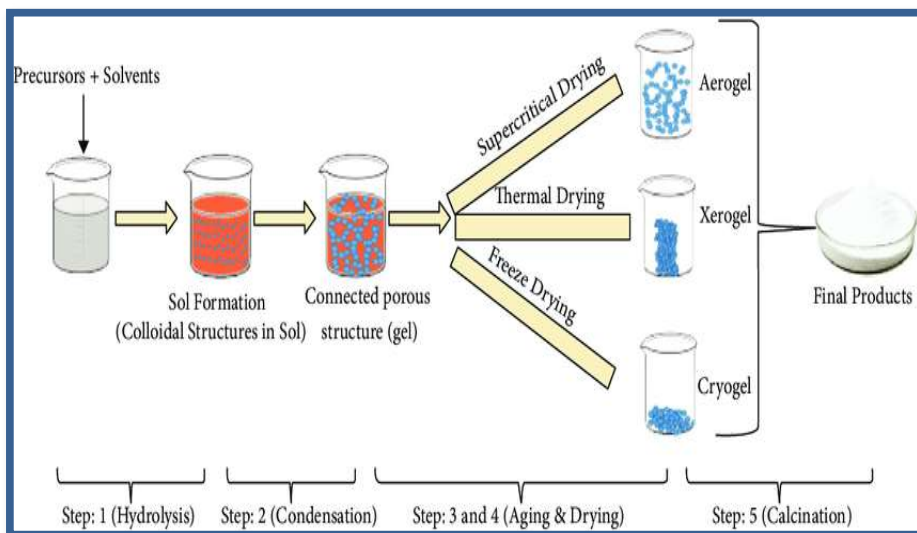 Precursors + Solvents
Sol Formation
(Colloidal Structures in Sol)
Connected porous
structure (gel)
Supercritical Drying
Thermal Drying
Freeze Drying
Aerogel
Xerogel
Cryogel
Final Products
Step: 1 (Hydrolysis)
Step: 2 (Condensation)
Step: 3 and 4 (Aging & Drying)
Step: 5 (Calcination)